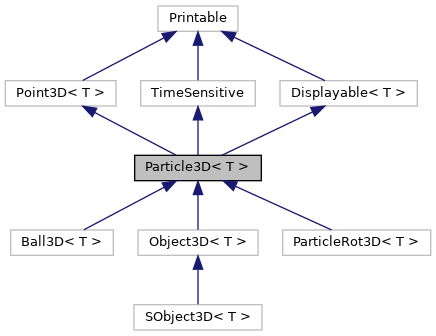 Printable
Point3D< T >
TimeSensitive
Displayable< T >
Particle3D< T >
Ball3D< T >
Object3D< T >
ParticleRot3D< T >
SObject3D< T >